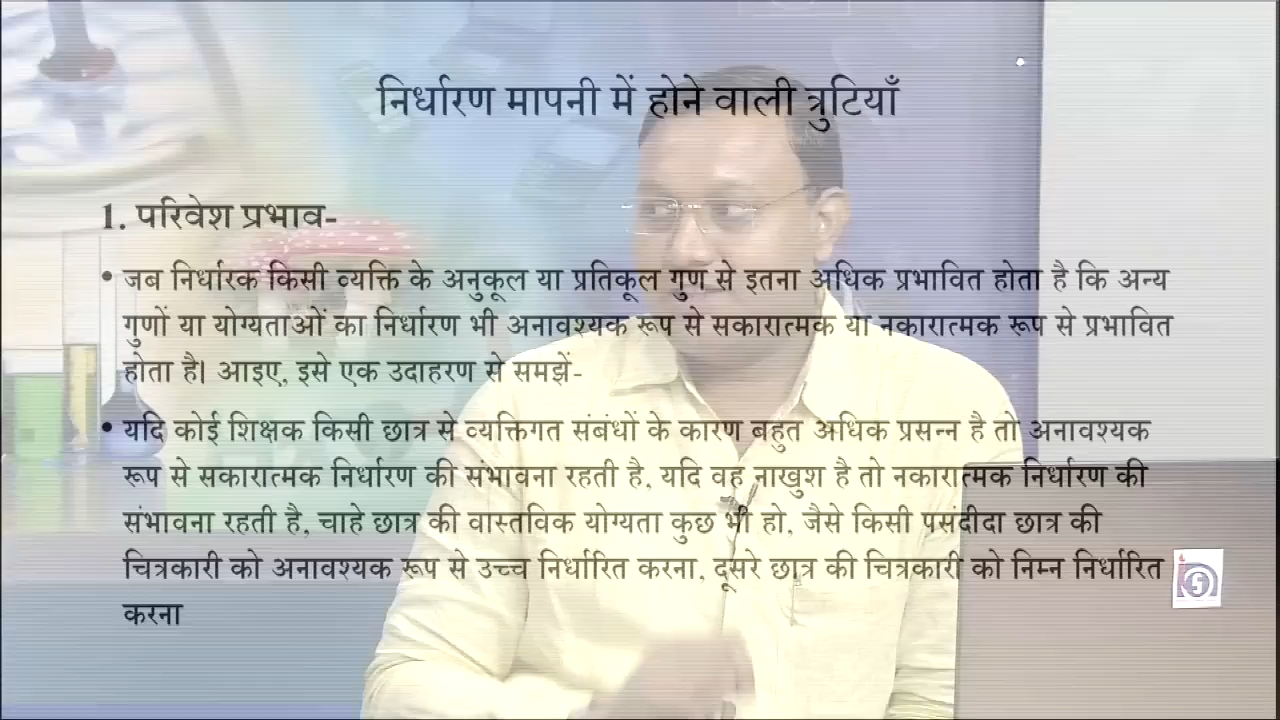 निर्धारण मापनी में होने वाली त्रुटियाँ
1. परिवेश प्रभाव-
• जब निर्धारक किसी व्यक्ति के अनुकूल या प्रतिकूल गुण से इतना अधिक प्रभावित होता है कि अन्य
गुणों या योग्यताओं का निर्धारण भी अनावश्यक रूप से सकारात्मक या नकारात्मक रूप से प्रभावित
होता है। आइए, इसे एक उदाहरण से समझें-
• यदि कोई शिक्षक किसी छात्र से व्यक्तिगत संबंधों के कारण बहुत अधिक प्रसन्न है तो अनावश्यक
रूप से सकारात्मक निर्धारण की संभावना रहती है, यदि वह नाखुश है तो नकारात्मक निर्धारण की
संभावना रहती है, चाहे छात्र की वास्तविक योग्यता कुछ भी हो, जैसे किसी पसंदीदा छात्र की
चित्रकारी को अनावश्यक रूप से उच्च निर्धारित करना, दूसरे छात्र की चित्रकारी को निम्न निर्धारित
करना